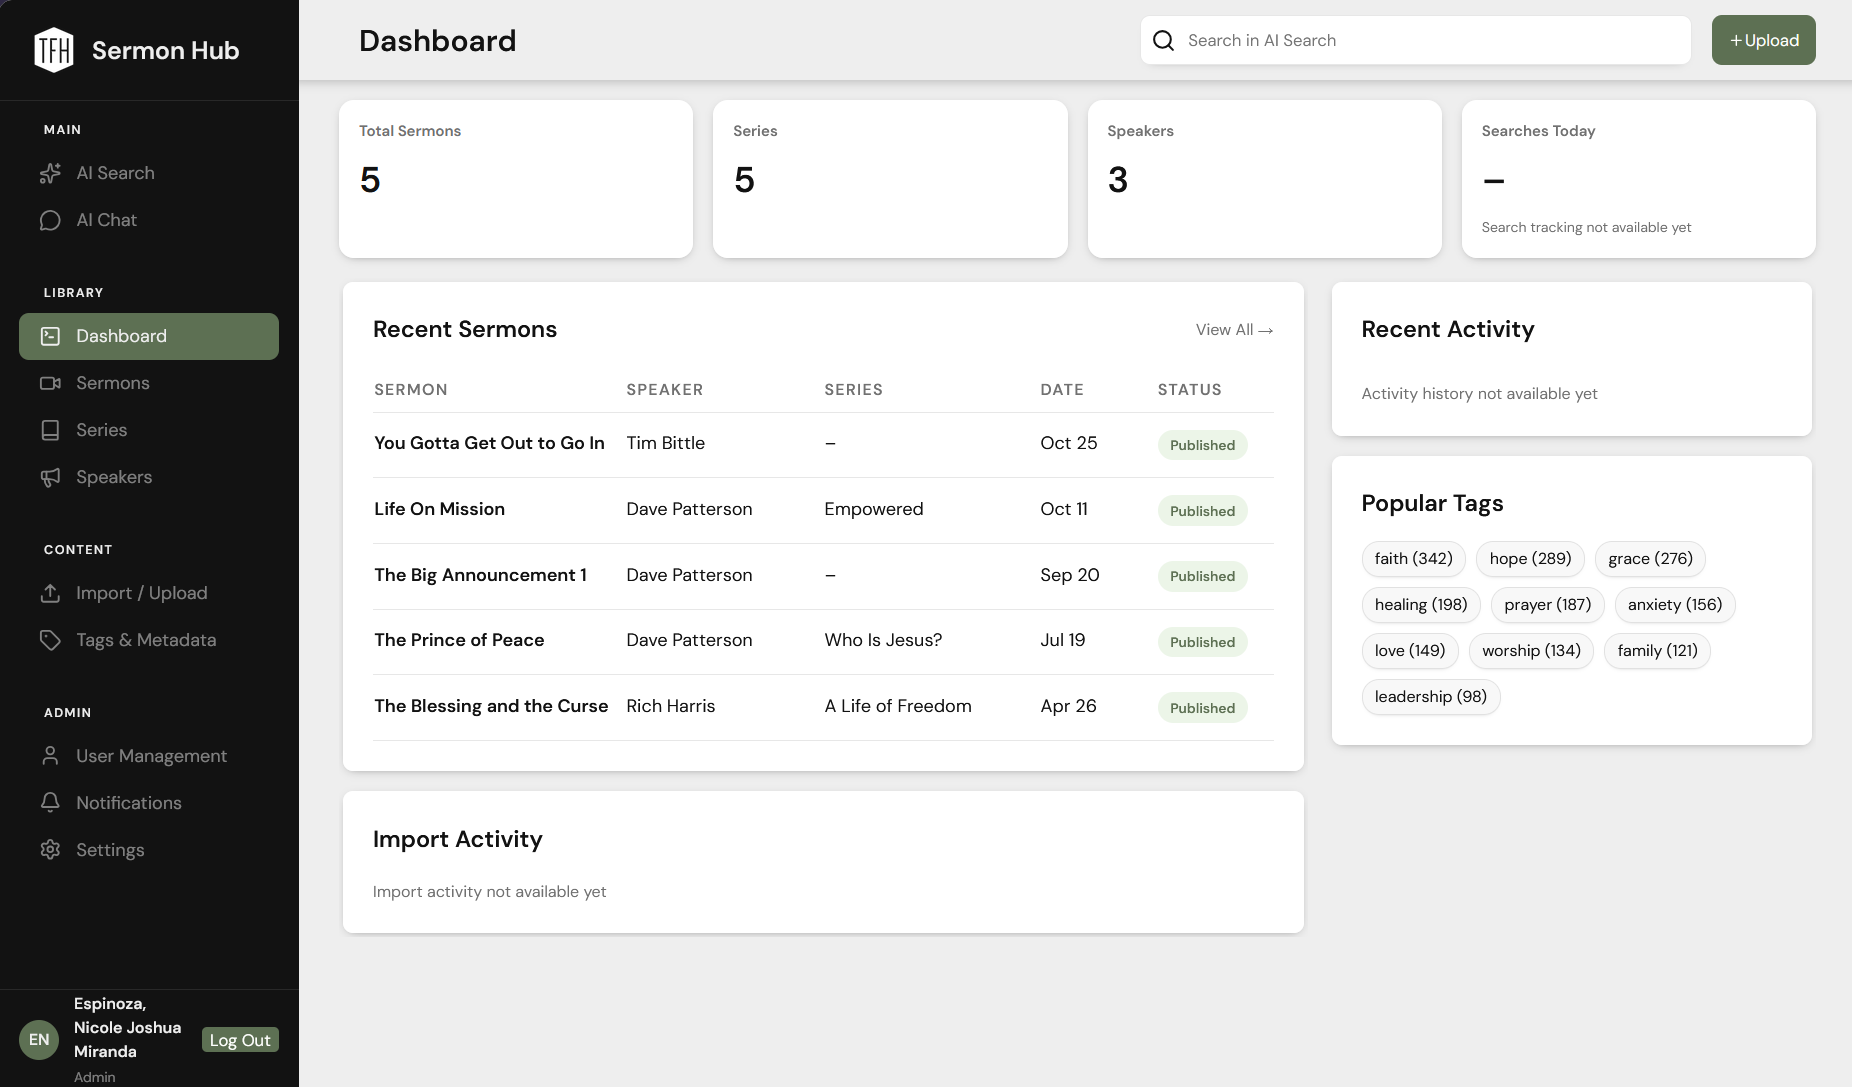 TFH
Sermon Hub
MAIN
AI Search
AI Chat
LIBRARY
Dashboard
Sermons
Series
Speakers
CONTENT
Import / Upload
Tags & Metadata
ADMIN
User Management
Notifications
Settings
EN
Espinoza,
Nicole Joshua
Miranda
Admin
Log Out
Dashboard
Search in AI Search
+Upload
Total Sermons
5
Series
5
Speakers
3
Searches Today
–
Search tracking not available yet
Recent Sermons
View All →
SERMON SPEAKER SERIES DATE STATUS
You Gotta Get Out to Go In Tim Bittle – Oct 25 Published
Life On Mission Dave Patterson Empowered Oct 11 Published
The Big Announcement 1 Dave Patterson – Sep 20 Published
The Prince of Peace Dave Patterson Who Is Jesus? Jul 19 Published
The Blessing and the Curse Rich Harris A Life of Freedom Apr 26 Published
Import Activity
Import activity not available yet
Recent Activity
Activity history not available yet
Popular Tags
faith (342) hope (289) grace (276)
healing (198) prayer (187) anxiety (156)
love (149) worship (134) family (121)
leadership (98)